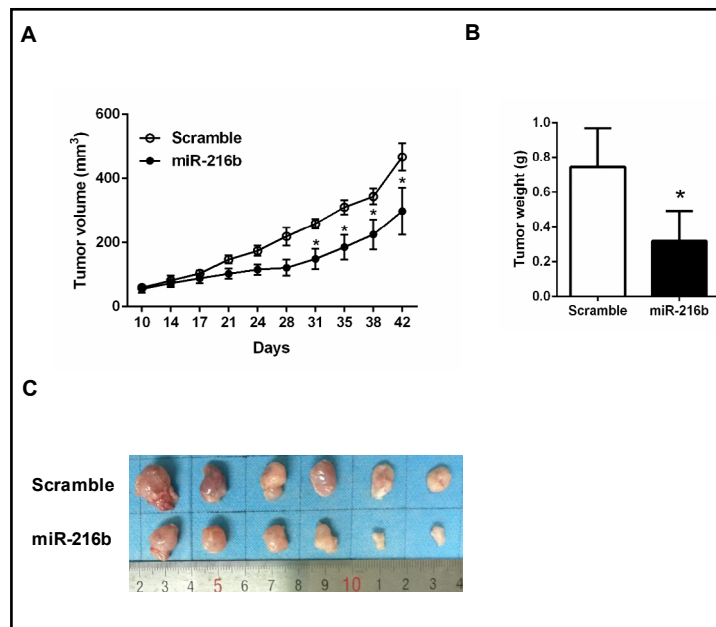 A
B
600
400
200
0
Tumor volume (mm³)
Scramble
miR-216b
*
*
*
*
10 14 17 21 24 28 31 35 38 42
Days
1.0
0.8
0.6
0.4
0.2
0.0
Tumor weight (g)
*
Scramble miR-216b
C
Scramble
miR-216b
2 3 4 5 6 7 8 9 10 1 2 3 4